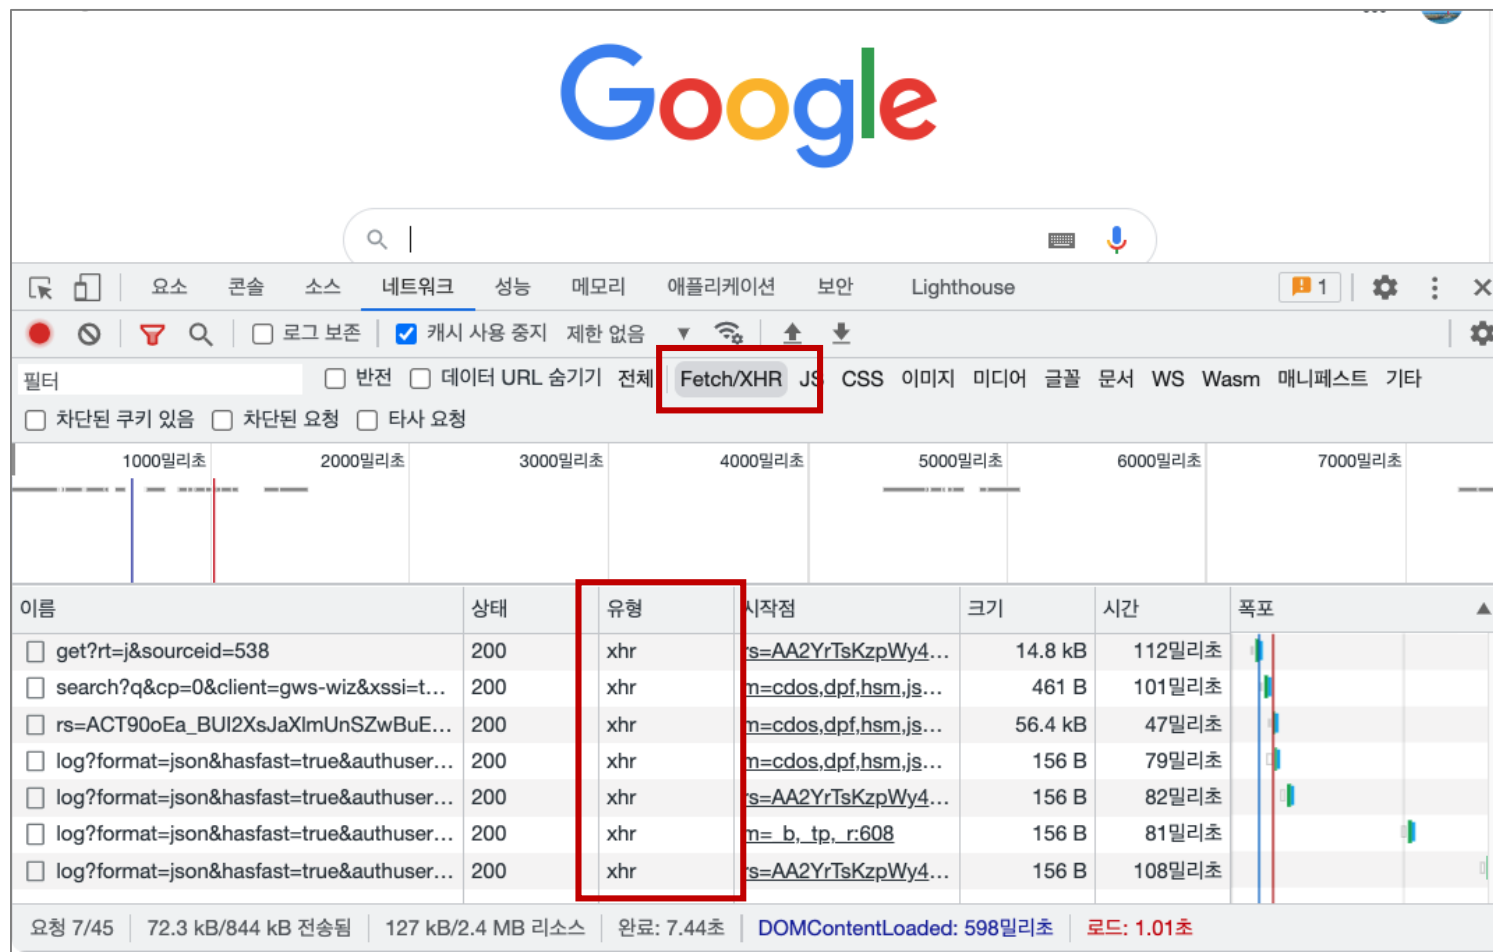 Google
요소 콘솔 소스 네트워크 성능 메모리 애플리케이션 보안 Lighthouse 1
로그 보존 캐시 사용 중지 제한 없음
필터 반전 데이터 URL 숨기기 전체 Fetch/XHR JS CSS 이미지 미디어 글꼴 문서 WS Wasm 매니페스트 기타
차단된 쿠키 있음 차단된 요청 타사 요청
1000밀리초 2000밀리초 3000밀리초 4000밀리초 5000밀리초 6000밀리초 7000밀리초
이름 상태 유형 시작점 크기 시간 폭포
get?rt=j&sourceid=538 200 xhr rs=AA2YrTsKzpWy4... 14.8 kB 112밀리초
search?q&cp=0&client=gws-wiz&xssi=t... 200 xhr m=cdos,dpf,hsm,js... 461 B 101밀리초
rs=ACT90oEa_BUI2XsJaXlmUnSZwBuE... 200 xhr m=cdos,dpf,hsm,js... 56.4 kB 47밀리초
log?format=json&hasfast=true&authuser... 200 xhr m=cdos,dpf,hsm,js... 156 B 79밀리초
log?format=json&hasfast=true&authuser... 200 xhr rs=AA2YrTsKzpWy4... 156 B 82밀리초
log?format=json&hasfast=true&authuser... 200 xhr m=_b,_tp,_r:608 156 B 81밀리초
log?format=json&hasfast=true&authuser... 200 xhr rs=AA2YrTsKzpWy4... 156 B 108밀리초
요청 7/45 72.3 kB/844 kB 전송됨 127 kB/2.4 MB 리소스 완료: 7.44초 DOMContentLoaded: 598밀리초 로드: 1.01초